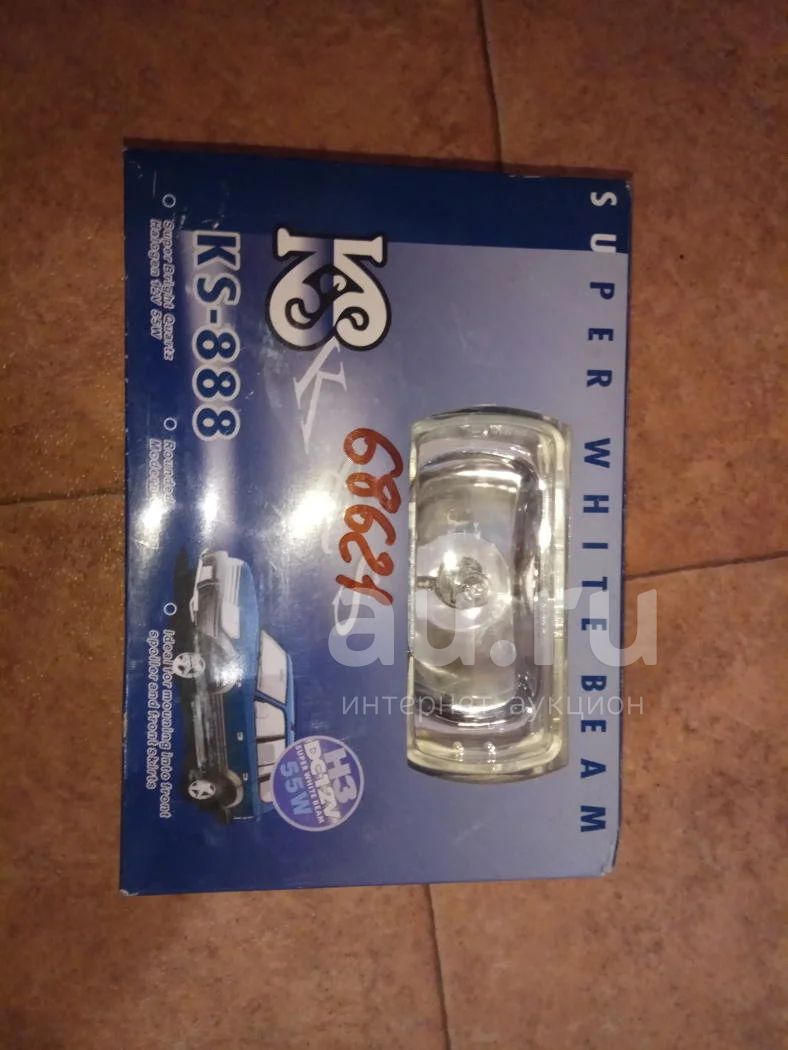 SUPER WHITE BEAM
KS
KS-888
68621
Super Bright Quartz
Halogen 12V 55W
Rounded
Modern
Ideal for mounting into front
spoiler and front skirts
H3
DC12V
SUPER WHITE BEAM
55W
au.ru
интернет аукцион